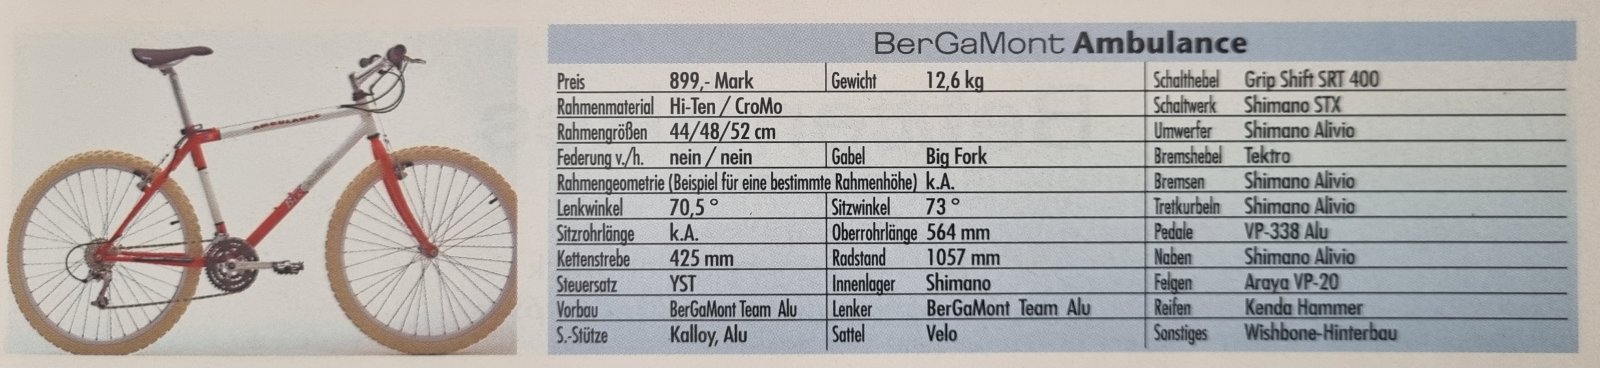 AMBULANCE
BerGaMont Ambulance
Preis 899,- Mark Gewicht 12,6 kg Schalthebel Grip Shift SRT 400
Rahmenmaterial Hi-Ten / CroMo Schaltwerk Shimano STX
Rahmengrößen 44/48/52 cm Umwerfer Shimano Alivio
Federung v./h. nein / nein Gabel Big Fork Bremshebel Tektro
Rahmengeometrie (Beispiel für eine bestimmte Rahmenhöhe) k.A. Bremsen Shimano Alivio
Lenkwinkel 70,5 ° Sitzwinkel 73 ° Tretkurbeln Shimano Alivio
Sitzrohrlänge k.A. Oberrohrlänge 564 mm Pedale VP-338 Alu
Kettenstrebe 425 mm Radstand 1057 mm Naben Shimano Alivio
Steuersatz YST Innenlager Shimano Felgen Araya VP-20
Vorbau BerGaMont Team Alu Lenker BerGaMont Team Alu Reifen Kenda Hammer
S.-Stütze Kalloy, Alu Sattel Velo Sonstiges Wishbone-Hinterbau